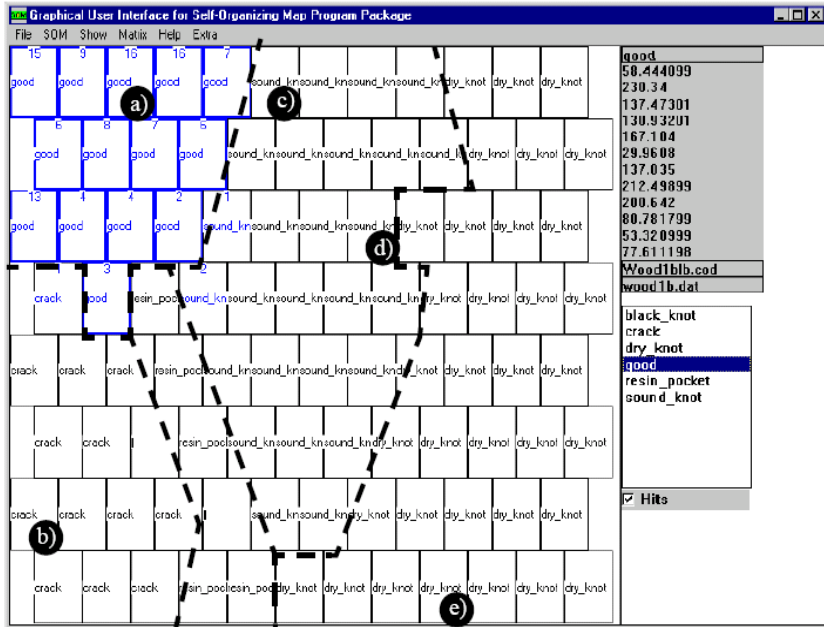 Graphical User Interface for Self-Organizing Map Program Package
File SOM Show Matrix Help Extra
15 9 16 16 7
good good good good good sound_kn sound_kn sound_kn sound_kn dry_knot dry_knot dry_knot
a) c)
6 8 7 6
good good good good sound_kn sound_kn sound_kn sound_kn sound_kn dry_knot dry_knot dry_knot
13 4 4 2 1
good good good good sound_kn sound_kn sound_kn sound_kn dry_knot dry_knot dry_knot dry_knot
d)
1 3 2
crack good resin_poc sound_kn sound_kn sound_kn sound_kn sound_kn dry_knot dry_knot dry_knot dry_knot
crack crack crack resin_poc sound_kn sound_kn sound_kn sound_kn dry_knot dry_knot dry_knot dry_knot
crack crack resin_poc sound_kn sound_kn sound_kn dry_knot dry_knot dry_knot dry_knot dry_knot
crack crack crack crack sound_kn sound_kn dry_knot dry_knot dry_knot dry_knot dry_knot
b)
crack crack crack resin_poc resin_poc dry_knot dry_knot dry_knot dry_knot dry_knot dry_knot dry_knot
e)
good
58.444099
230.34
137.47301
130.93201
167.104
29.9608
137.035
212.49899
200.642
80.781799
53.320999
77.611198
Wood1blb.cod
wood1b.dat
black_knot
crack
dry_knot
good
resin_pocket
sound_knot
Hits